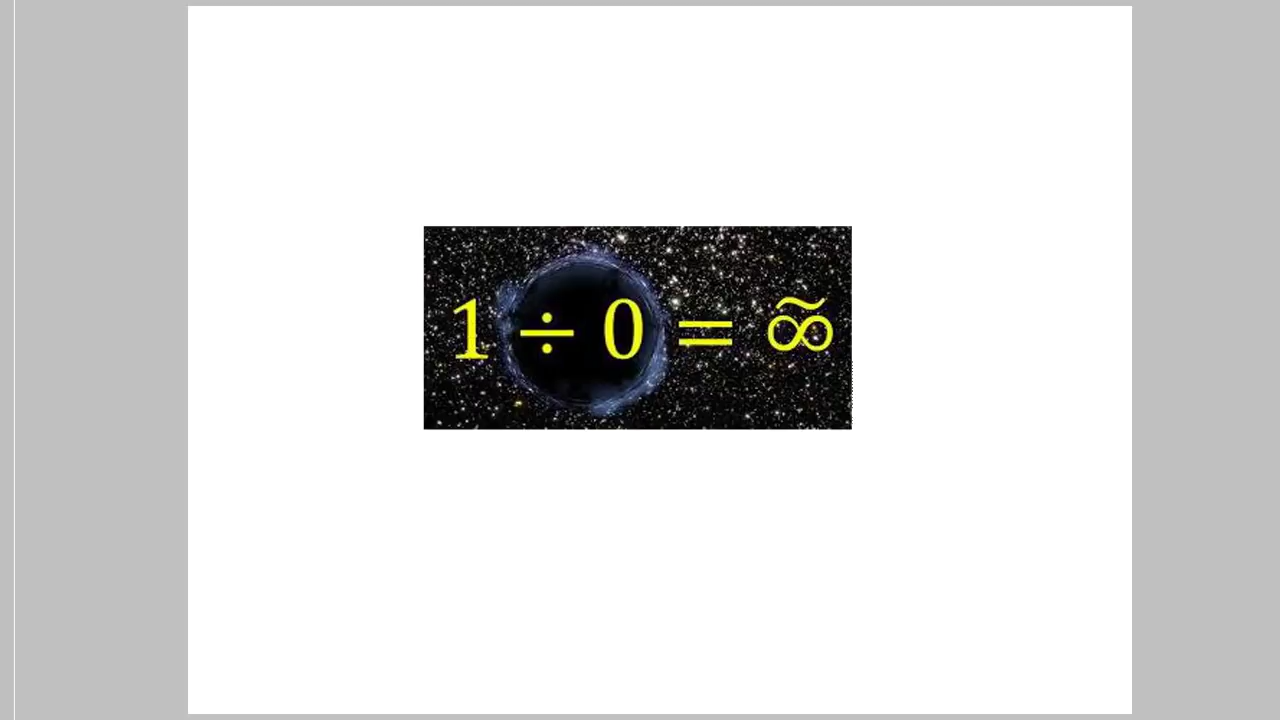 1 ÷ 0 = ∞̃